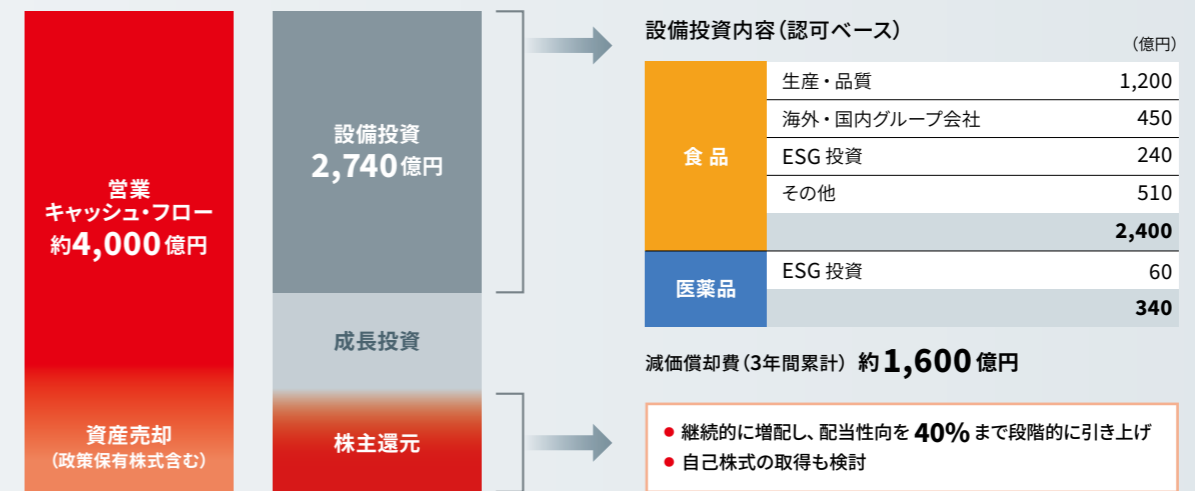 営業
キャッシュ・フロー
約4,000億円
資産売却
(政策保有株式含む)
設備投資
2,740億円
成長投資
株主還元
設備投資内容(認可ベース)
(億円)
食品
生産・品質 1,200
海外・国内グループ会社 450
ESG 投資 240
その他 510
2,400
医薬品
ESG 投資 60
340
減価償却費(3年間累計) 約1,600億円
● 継続的に増配し、配当性向を40%まで段階的に引き上げ
● 自己株式の取得も検討